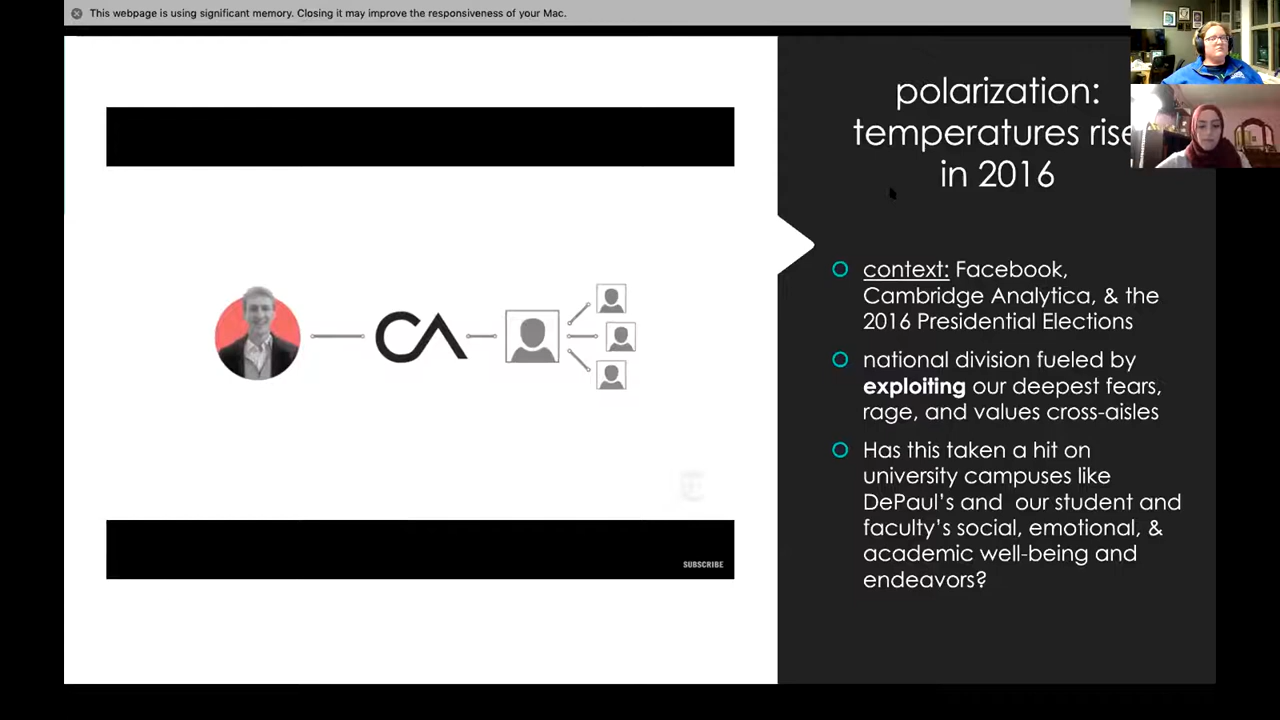 This webpage is using significant memory. Closing it may improve the responsiveness of your Mac.
polarization:
temperatures rise
in 2016
context: Facebook,
Cambridge Analytica, & the
2016 Presidential Elections
national division fueled by
exploiting our deepest fears,
rage, and values cross-aisles
Has this taken a hit on
university campuses like
DePaul's and our student and
faculty's social, emotional, &
academic well-being and
endeavors?
CA
SUBSCRIBE